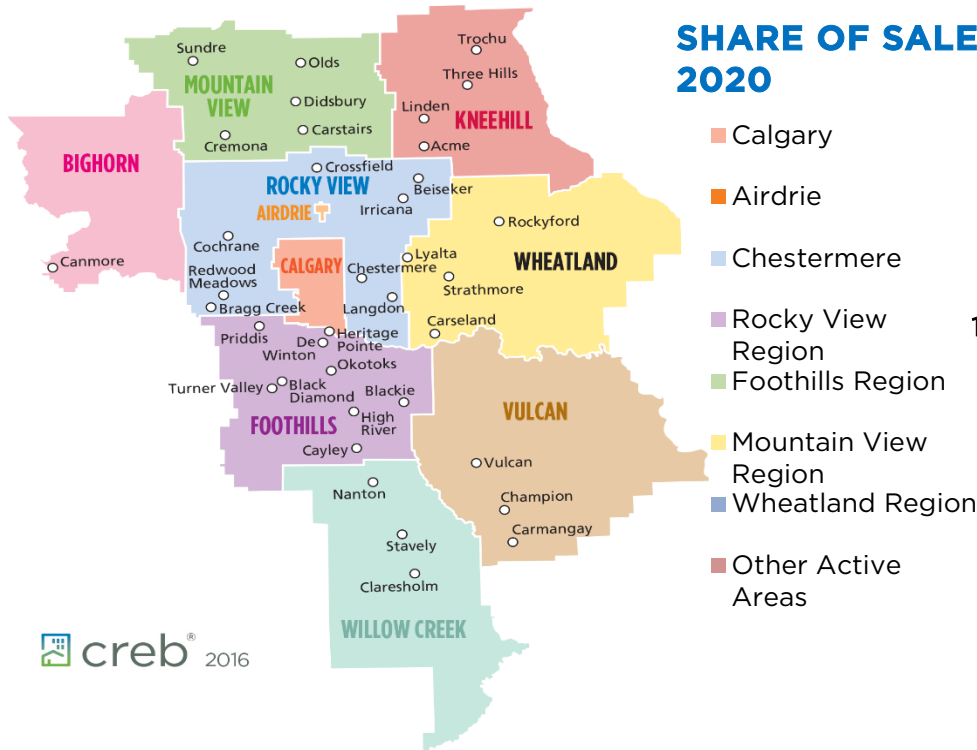 Sundre
Olds
MOUNTAIN
VIEW
Didsbury
Carstairs
Cremona
Trochu
Three Hills
Linden
KNEEHILL
Acme
BIGHORN
Canmore
Crossfield
ROCKY VIEW
Beiseker
AIRDRIE
Irricana
Cochrane
Redwood
Meadows
Bragg Creek
CALGARY
Chestermere
Langdon
Rockyford
Lyalta
WHEATLAND
Strathmore
Carseland
Priddis
De
Winton
Heritage
Pointe
Okotoks
Turner Valley
Black
Diamond
Blackie
FOOTHILLS
High
River
Cayley
VULCAN
Vulcan
Champion
Carmangay
Nanton
Stavely
Claresholm
WILLOW CREEK
creb® 2016
SHARE OF SALE
2020
Calgary
Airdrie
Chestermere
Rocky View
Region
1
Foothills Region
Mountain View
Region
Wheatland Region
Other Active
Areas